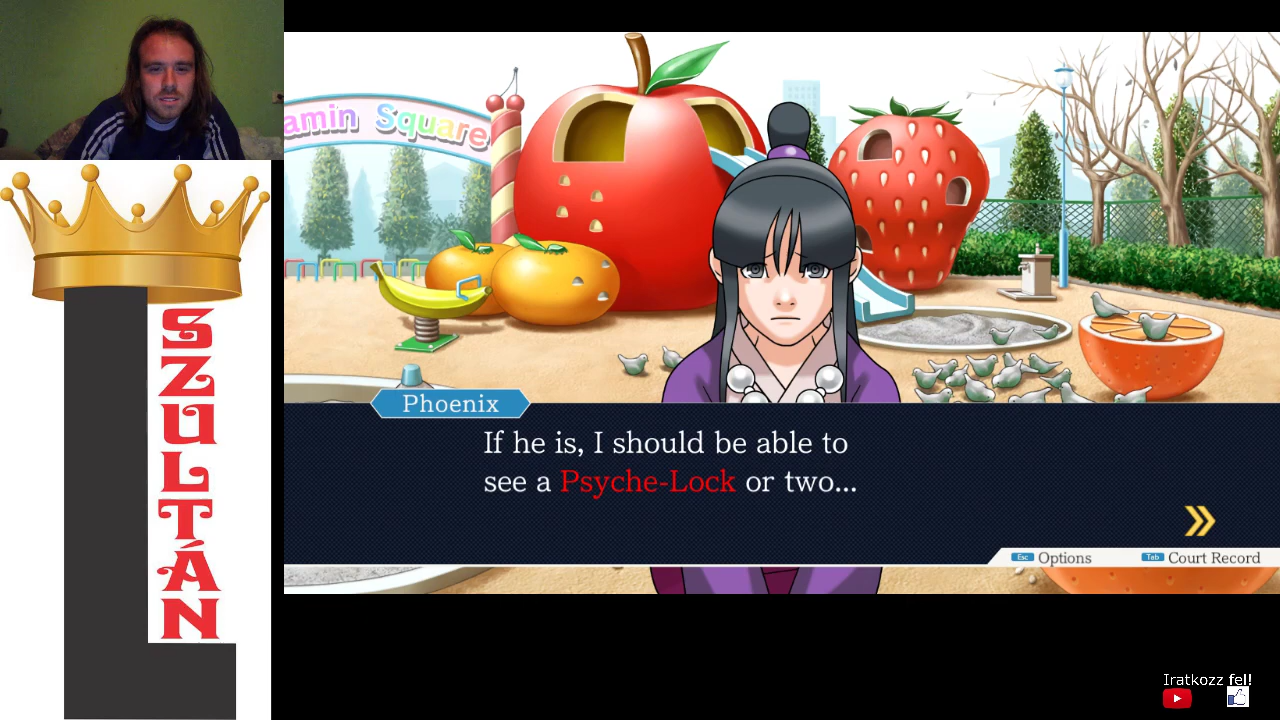 amin Square
L
SZULTÁN
Phoenix
If he is, I should be able to
see a Psyche-Lock or two...
Esc Options
Tab Court Record
Iratkozz fel!